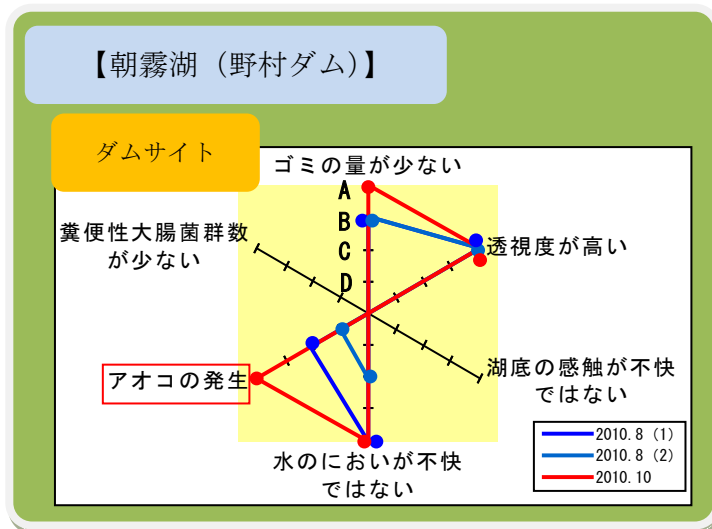 【朝霧湖（野村ダム）】
ダムサイト
ゴミの量が少ない
A
B
C
D
糞便性大腸菌群数
が少ない
透視度が高い
アオコの発生
湖底の感触が不快
ではない
水のにおいが不快
ではない
2010.8（1）
2010.8（2）
2010.10